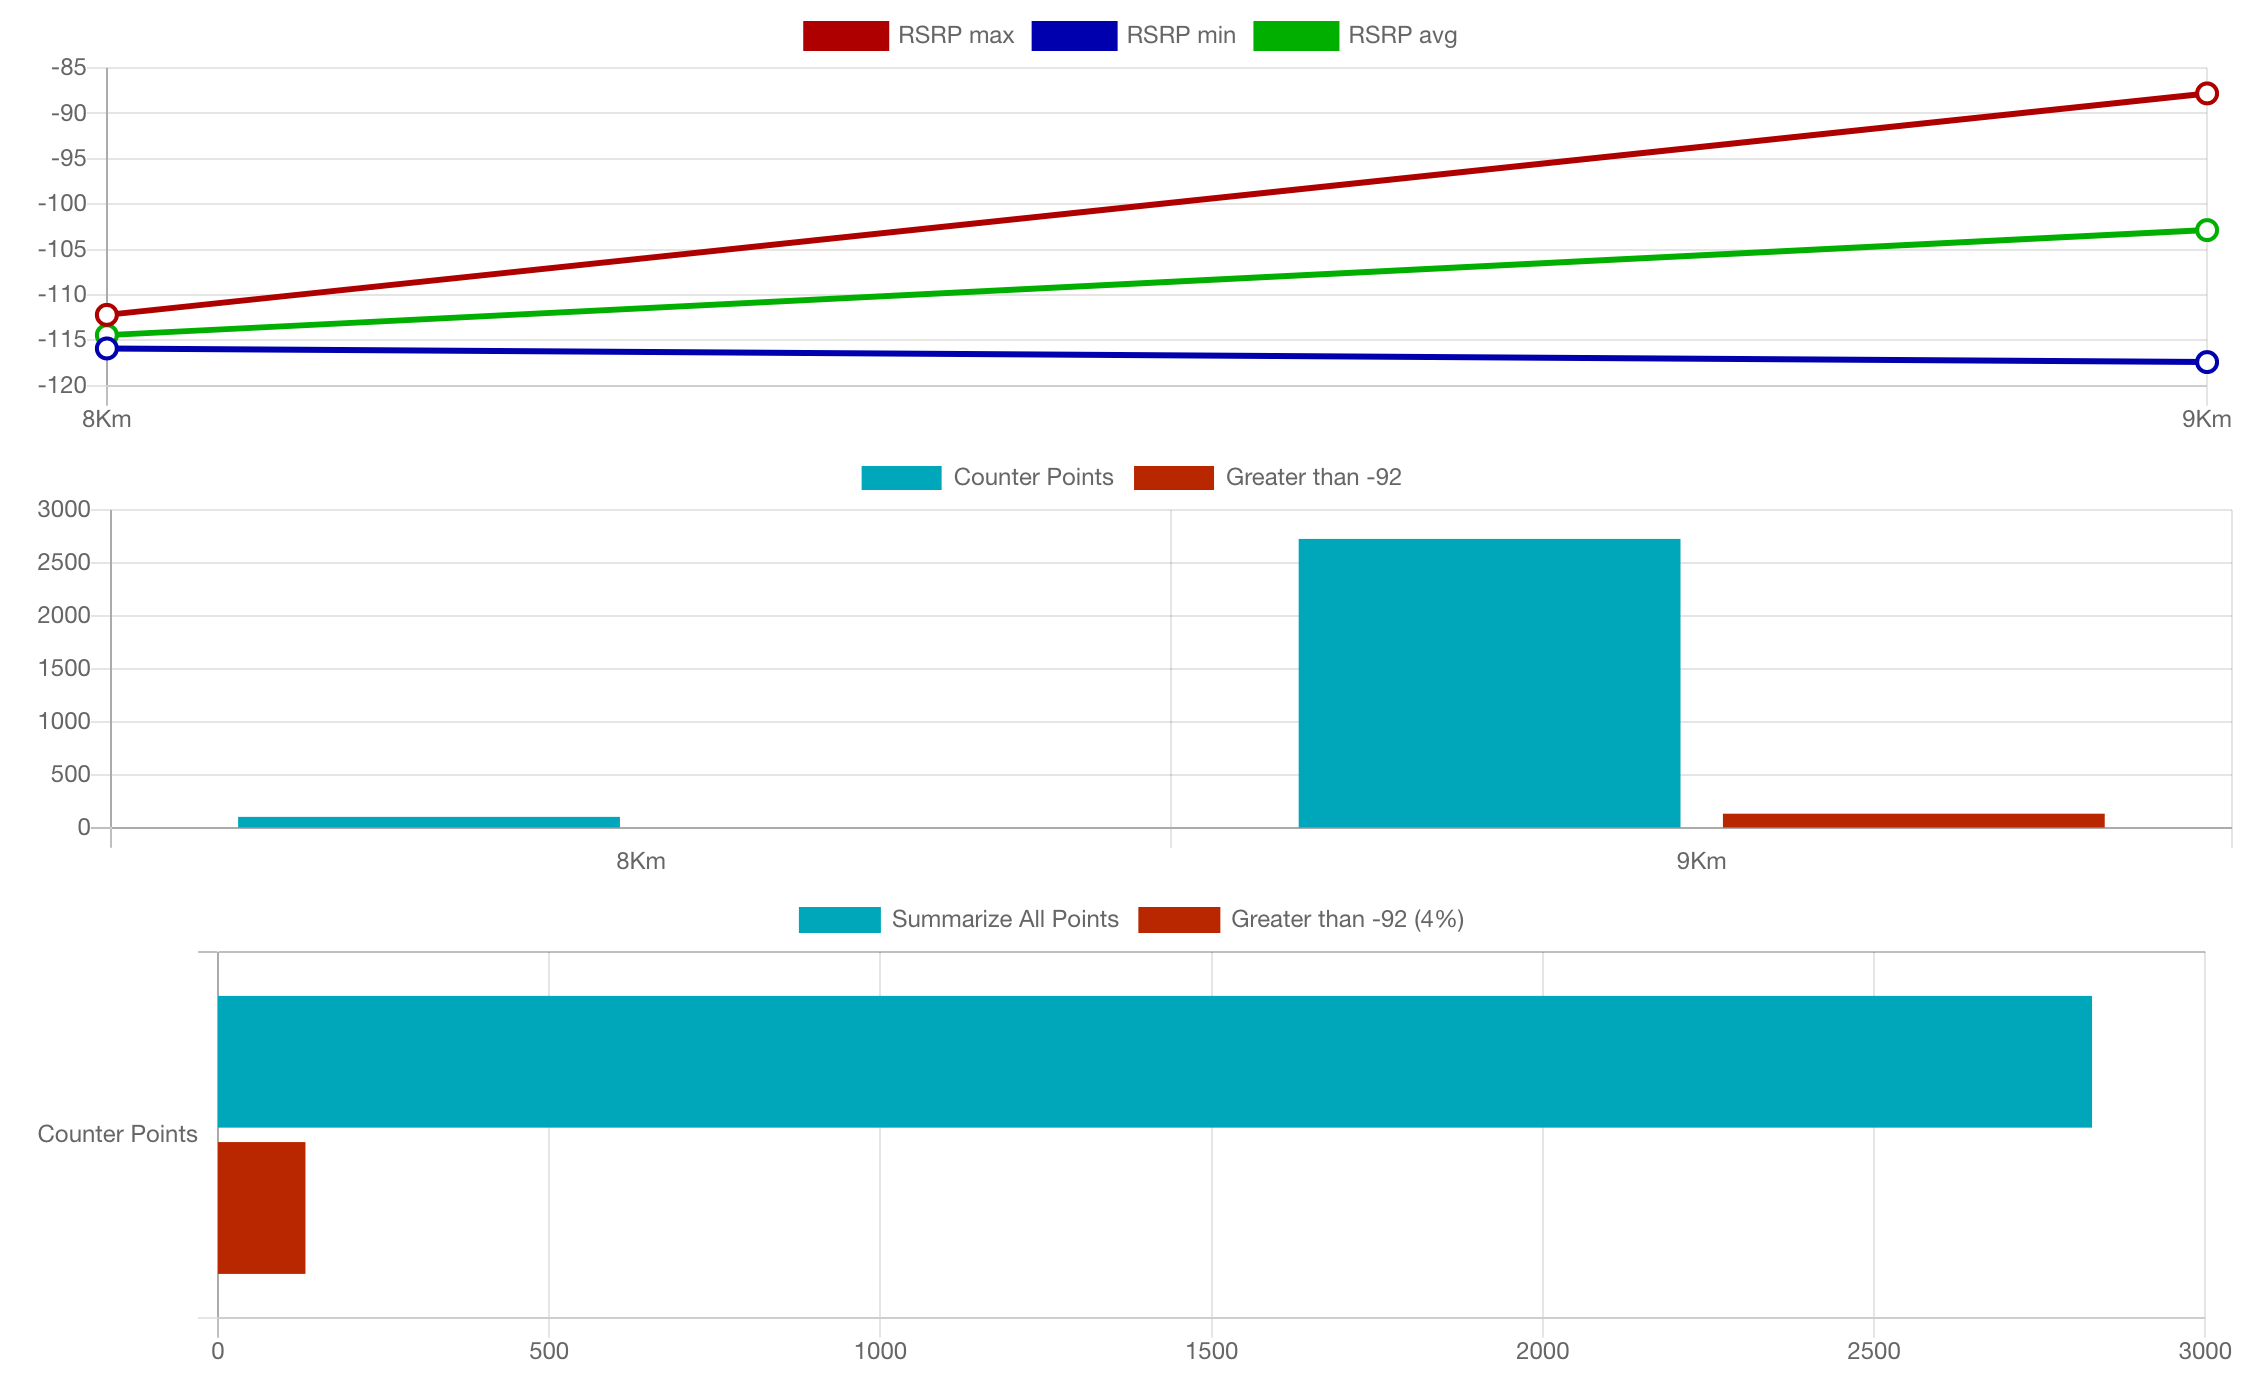 RSRP max RSRP min RSRP avg
-85
-90
-95
-100
-105
-110
-115
-120
8Km 9Km
Counter Points Greater than -92
3000
2500
2000
1500
1000
500
0
8Km 9Km
Summarize All Points Greater than -92 (4%)
Counter Points
0 500 1000 1500 2000 2500 3000